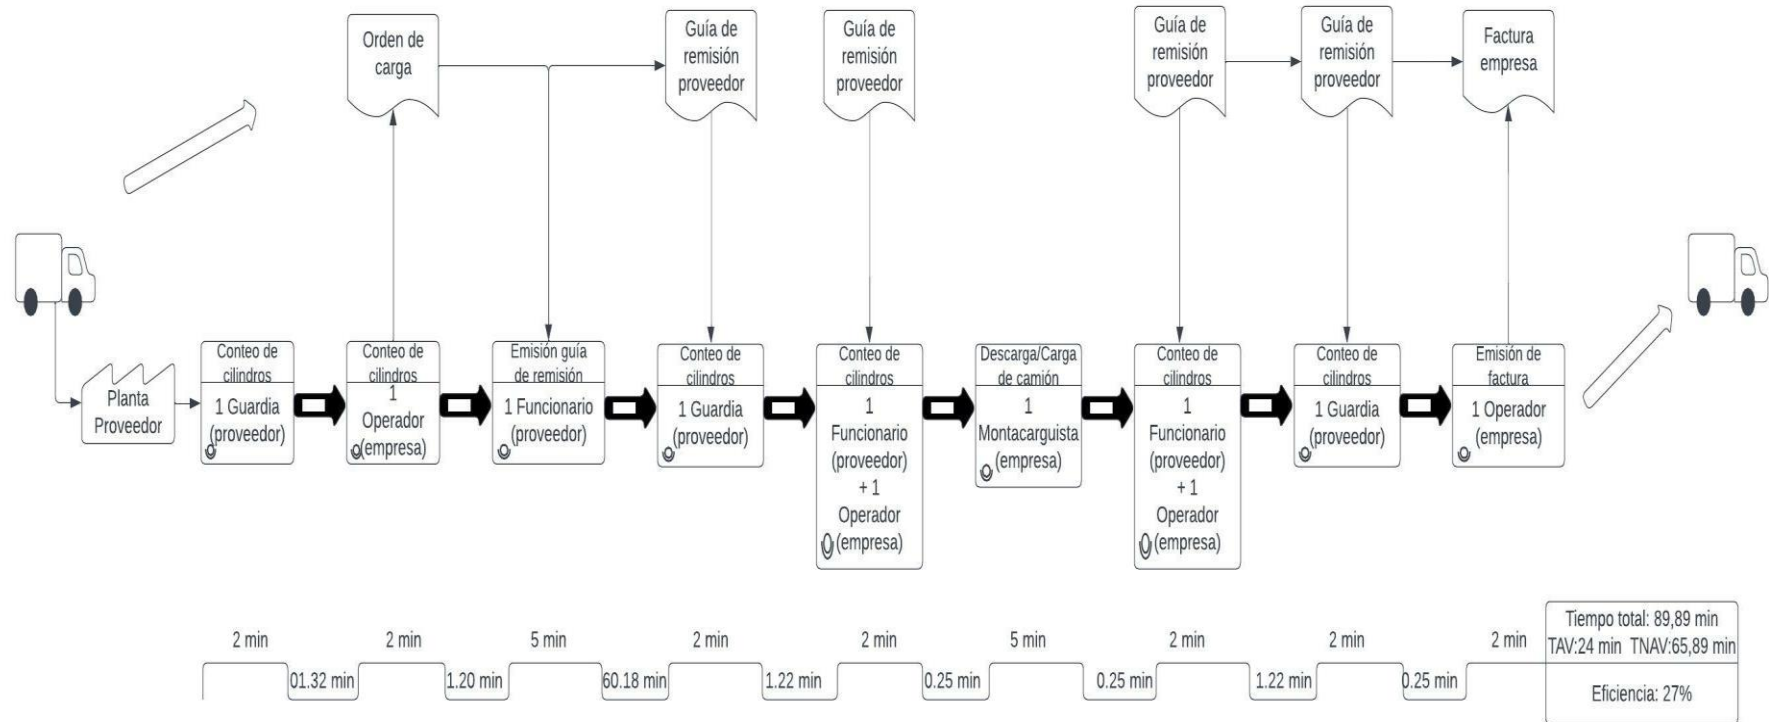 Orden de
carga
Guía de
remisión
proveedor
Guía de
remisión
proveedor
Guía de
remisión
proveedor
Guía de
remisión
proveedor
Factura
empresa
Planta
Proveedor
Conteo de
cilindros
1 Guardia
(proveedor)
Conteo de
cilindros
1
Operador
(empresa)
Emisión guía
de remisión
1 Funcionario
(proveedor)
Conteo de
cilindros
1 Guardia
(proveedor)
Conteo de
cilindros
1
Funcionario
(proveedor)
+ 1
Operador
(empresa)
Descarga/Carga
de camión
1
Montacarguista
(empresa)
Conteo de
cilindros
1
Funcionario
(proveedor)
+ 1
Operador
(empresa)
Conteo de
cilindros
1 Guardia
(proveedor)
Emisión de
factura
1 Operador
(empresa)
2 min
2 min
5 min
2 min
2 min
5 min
2 min
2 min
2 min
01.32 min
1.20 min
60.18 min
1.22 min
0.25 min
0.25 min
1.22 min
0.25 min
Tiempo total: 89,89 min
TAV:24 min TNAV:65,89 min
Eficiencia: 27%